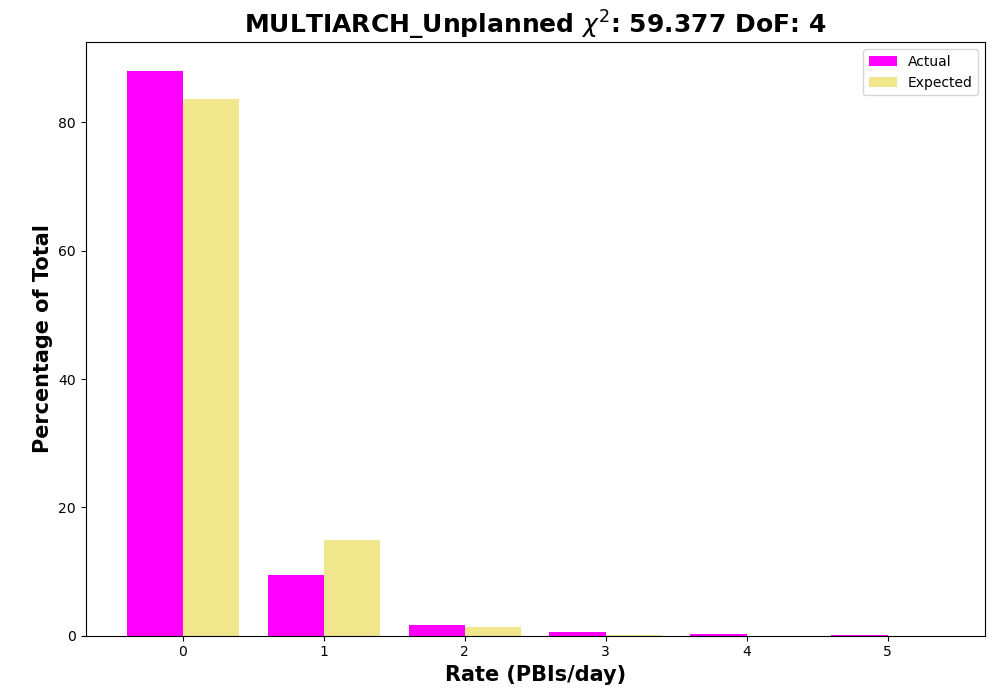 MULTIARCH_Unplanned χ²: 59.377 DoF: 4
Actual
Expected
Percentage of Total
80
60
40
20
0
0 1 2 3 4 5
Rate (PBIs/day)